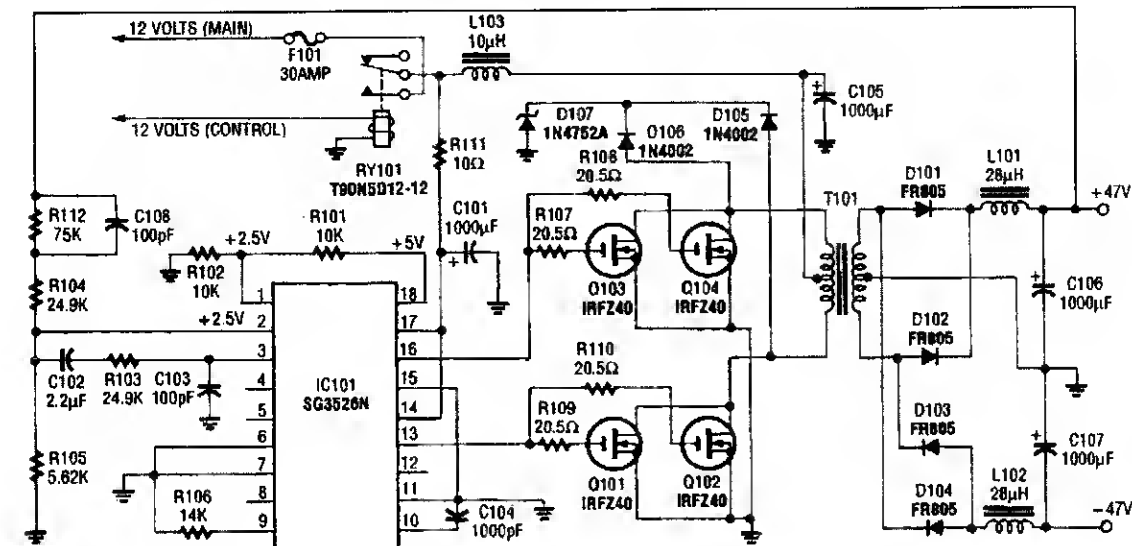 12 VOLTS (MAIN)
F101
30AMP
L103
10µH
12 VOLTS (CONTROL)
RY101
T90N5D12-12
R111
10Ω
C105
1000µF
D107
1N4752A
D106
1N4002
D105
1N4002
R108
20.5Ω
R107
20.5Ω
T101
D101
FR805
L101
28µH
+47V
R112
75K
C108
100pF
R101
10K
+2.5V
+5V
R102
10K
C101
1000µF
R104
24.9K
+2.5V
Q103
IRFZ40
Q104
IRFZ40
C106
1000µF
D102
FR805
C102
2.2µF
R103
24.9K
C103
100pF
1
2
3
4
5
6
7
8
9
IC101
SG3526N
18
17
16
15
14
13
12
11
10
R110
20.5Ω
R109
20.5Ω
D103
FR805
C107
1000µF
R105
5.62K
R106
14K
C104
1000pF
Q101
IRFZ40
Q102
IRFZ40
D104
FR805
L102
28µH
−47V